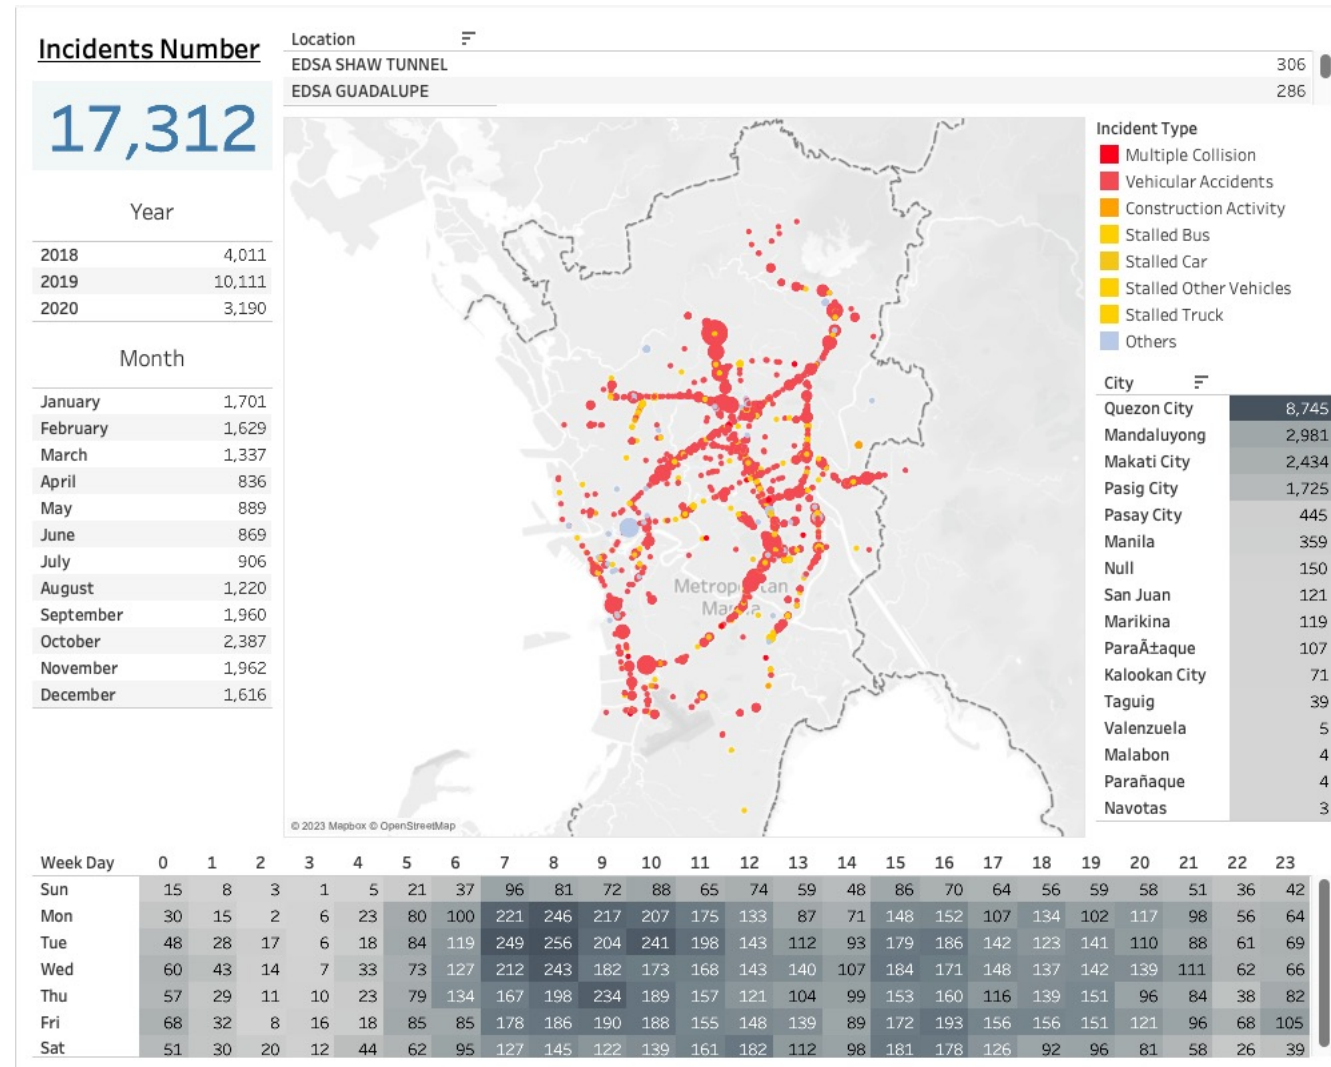 Incidents Number
17,312
Year
2018 4,011
2019 10,111
2020 3,190
Month
January 1,701
February 1,629
March 1,337
April 836
May 889
June 869
July 906
August 1,220
September 1,960
October 2,387
November 1,962
December 1,616
Location
EDSA SHAW TUNNEL 306
EDSA GUADALUPE 286
Metropolitan
Manila
© 2023 Mapbox © OpenStreetMap
Incident Type
Multiple Collision
Vehicular Accidents
Construction Activity
Stalled Bus
Stalled Car
Stalled Other Vehicles
Stalled Truck
Others
City
Quezon City 8,745
Mandaluyong 2,981
Makati City 2,434
Pasig City 1,725
Pasay City 445
Manila 359
Null 150
San Juan 121
Marikina 119
ParaÃ±aque 107
Kalookan City 71
Taguig 39
Valenzuela 5
Malabon 4
Parañaque 4
Navotas 3
Week Day 0 1 2 3 4 5 6 7 8 9 10 11 12 13 14 15 16 17 18 19 20 21 22 23
Sun 15 8 3 1 5 21 37 96 81 72 88 65 74 59 48 86 70 64 56 59 58 51 36 42
Mon 30 15 2 6 23 80 100 221 246 217 207 175 133 87 71 148 152 107 134 102 117 98 56 64
Tue 48 28 17 6 18 84 119 249 256 204 241 198 143 112 93 179 186 142 123 141 110 88 61 69
Wed 60 43 14 7 33 73 127 212 243 182 173 168 143 140 107 184 171 148 137 142 139 111 62 66
Thu 57 29 11 10 23 79 134 167 198 234 189 157 121 104 99 153 160 116 139 151 96 84 38 82
Fri 68 32 8 16 18 85 85 178 186 190 188 155 148 139 89 172 193 156 156 151 121 96 68 105
Sat 51 30 20 12 44 62 95 127 145 122 139 161 182 112 98 181 178 126 92 96 81 58 26 39